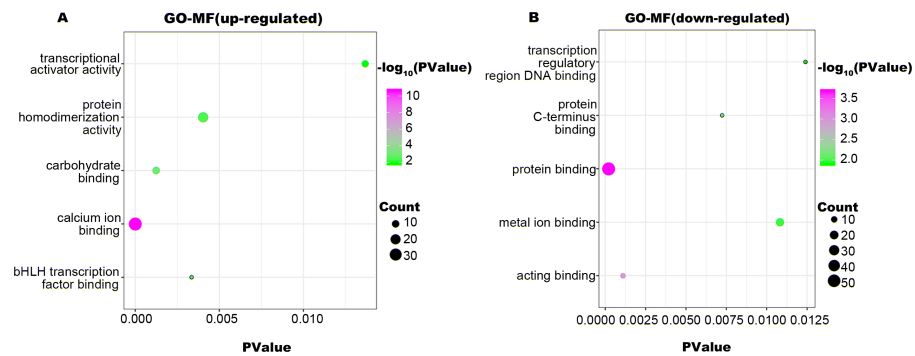 A
GO-MF(up-regulated)
transcriptional
activator activity
protein
homodimerization
activity
carbohydrate
binding
calcium ion
binding
bHLH transcription
factor binding
0.000
0.005
0.010
PValue
-log10(PValue)
10
8
6
4
2
Count
10
20
30
B
GO-MF(down-regulated)
transcription
regulatory
region DNA binding
protein
C-terminus
binding
protein binding
metal ion binding
acting binding
0.0000
0.0025
0.0050
0.0075
0.0100
0.0125
PValue
-log10(PValue)
3.5
3.0
2.5
2.0
Count
10
20
30
40
50